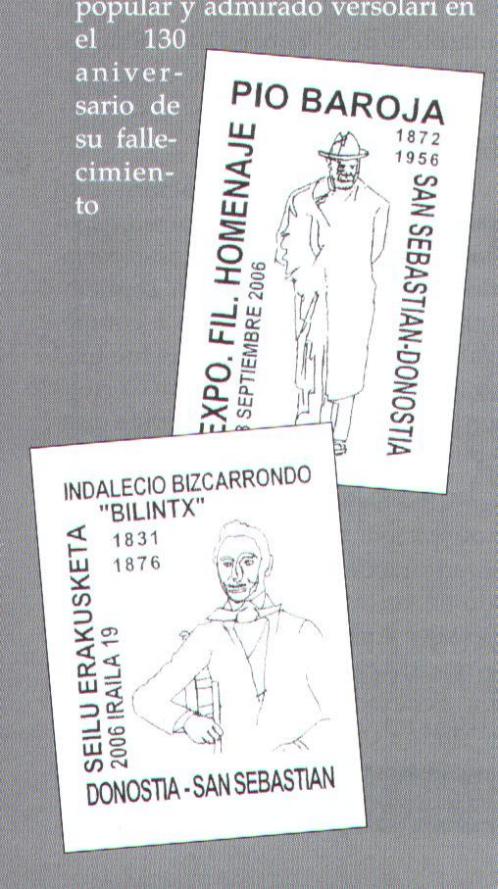 popular y admirado versolari en
el 130
aniver-
sario de
su falle-
cimien-
to
PIO BAROJA
1872
1956
SAN SEBASTIAN-DONOSTIA
EXPO. FIL. HOMENAJE
SEPTIEMBRE 2006
INDALECIO BIZCARRONDO
"BILINTX"
1831
1876
SEILU ERAKUSKETA
2006 IRAILA 19
DONOSTIA - SAN SEBASTIAN